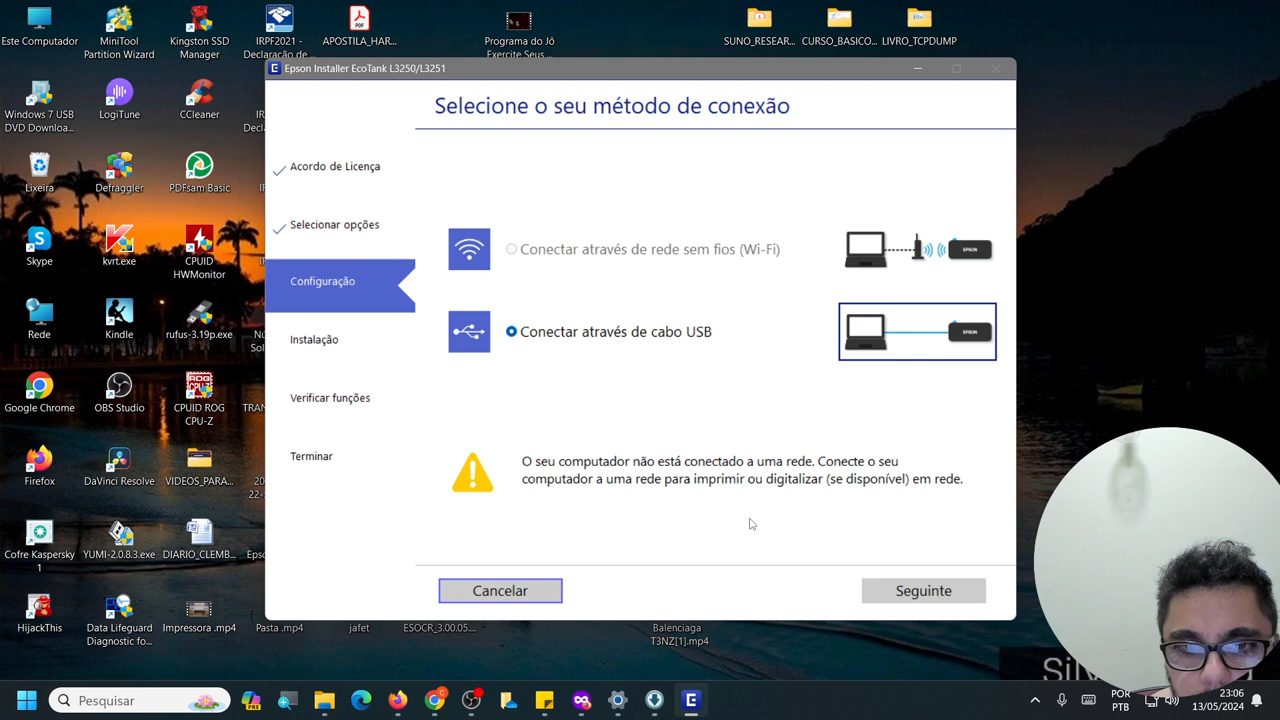 Este Computador
MiniTool
Partition Wizard
Kingston SSD
Manager
IRPF2021 -
Declaração de...
APOSTILA_HAR...
Programa do Jô
Exercite Seus ...
SUNO_RESEAR...
CURSO_BASICO...
LIVRO_TCPDUMP
Epson Installer EcoTank L3250/L3251
Windows 7 USB
DVD Downloa...
LogiTune
CCleaner
Lixeira
Defraggler
PDFsam Basic
Skype
kvrt.exe
CPUID
HWMonitor
Rede
Kindle
rufus-3.19p.exe
Google Chrome
OBS Studio
CPUID ROG
CPU-Z
Firefox
DaVinci Resolve
VIDEOS_PARA...
Cofre Kaspersky
1
YUMI-2.0.8.3.exe
DIARIO_CLEMB...
HijackThis
Data Lifeguard
Diagnostic fo...
Impressora .mp4
Pasta .mp4
jafet
ESOCR_3.00.05....
Balenciaga
T3NZ[1].mp4
Selecione o seu método de conexão
Acordo de Licença
Selecionar opções
Configuração
Instalação
Verificar funções
Terminar
Conectar através de rede sem fios (Wi-Fi)
EPSON
Conectar através de cabo USB
EPSON
O seu computador não está conectado a uma rede. Conecte o seu
computador a uma rede para imprimir ou digitalizar (se disponível) em rede.
Cancelar
Seguinte
Pesquisar
POR
PTB
23:06
13/05/2024